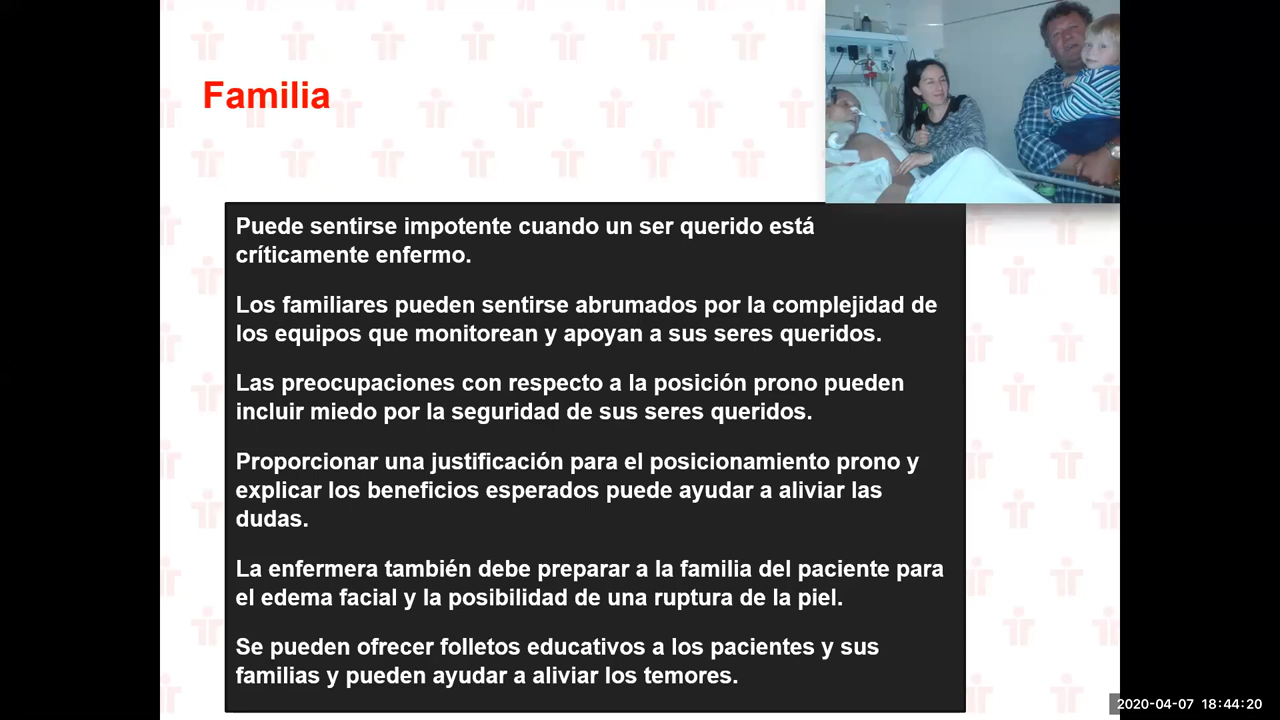 Familia
Puede sentirse impotente cuando un ser querido está
críticamente enfermo.
Los familiares pueden sentirse abrumados por la complejidad de
los equipos que monitorean y apoyan a sus seres queridos.
Las preocupaciones con respecto a la posición prono pueden
incluir miedo por la seguridad de sus seres queridos.
Proporcionar una justificación para el posicionamiento prono y
explicar los beneficios esperados puede ayudar a aliviar las
dudas.
La enfermera también debe preparar a la familia del paciente para
el edema facial y la posibilidad de una ruptura de la piel.
Se pueden ofrecer folletos educativos a los pacientes y sus
familias y pueden ayudar a aliviar los temores.
2020-04-07 18:44:20